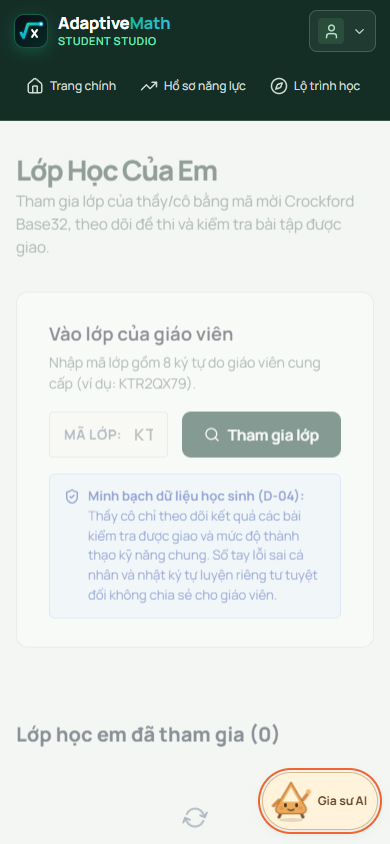 AdaptiveMath
STUDENT STUDIO
Trang chính
Hồ sơ năng lực
Lộ trình học
Lớp Học Của Em
Tham gia lớp của thầy/cô bằng mã mời Crockford
Base32, theo dõi đề thi và kiểm tra bài tập được
giao.
Vào lớp của giáo viên
Nhập mã lớp gồm 8 ký tự do giáo viên cung
cấp (ví dụ: KTR2QX79).
MÃ LỚP: KT
Tham gia lớp
Minh bạch dữ liệu học sinh (D-04):
Thầy cô chỉ theo dõi kết quả các bài
kiểm tra được giao và mức độ thành
thạo kỹ năng chung. Sổ tay lỗi sai cá
nhân và nhật ký tự luyện riêng tư tuyệt
đối không chia sẻ cho giáo viên.
Lớp học em đã tham gia (0)
Gia sư AI